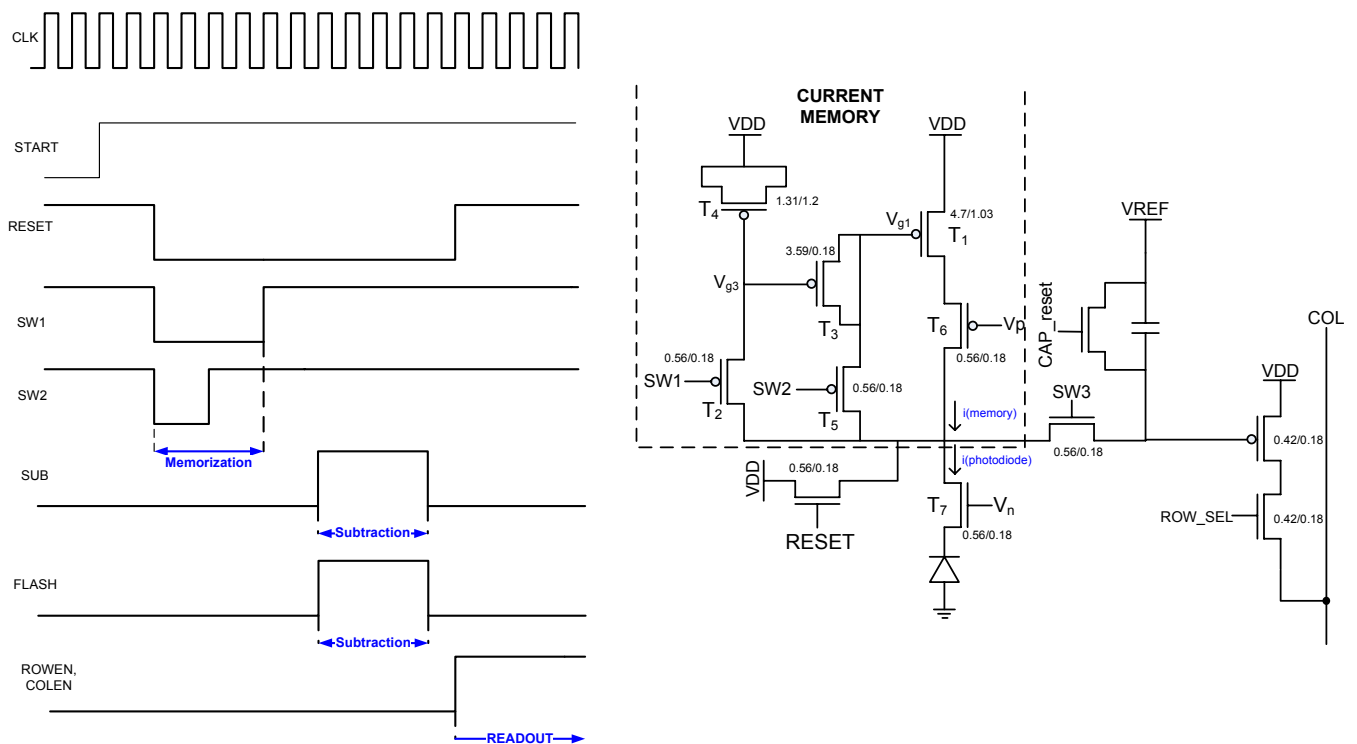 CLK
START
RESET
SW1
SW2
Memorization
SUB
Subtraction
FLASH
Subtraction
ROWEN,
COLEN
READOUT
CURRENT
MEMORY
VDD
VDD
1.31/1.2
T4
Vg1
4.7/1.03
T1
3.59/0.18
Vg3
T3
T6
Vp
0.56/0.18
0.56/0.18
SW1
T2
SW2
0.56/0.18
T5
i(memory)
i(photodiode)
VDD
0.56/0.18
RESET
T7
Vn
0.56/0.18
VREF
CAP_reset
SW3
0.56/0.18
COL
VDD
0.42/0.18
ROW_SEL
0.42/0.18